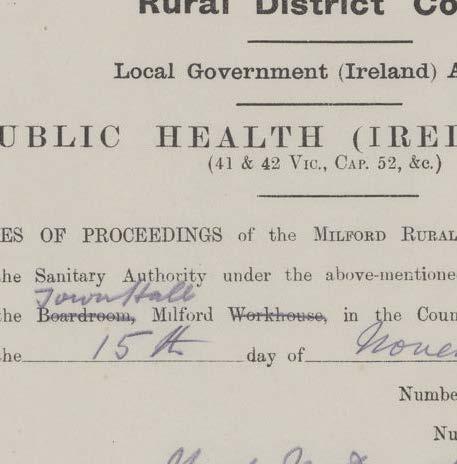 Rural District Co
Local Government (Ireland) A
UBLIC HEALTH (IREL
(41 & 42 Vic., Cap. 52, &c.)
ES OF PROCEEDINGS of the Milford Rural
he Sanitary Authority under the above-mentione
Town Hall
he Boardroom, Milford Workhouse, in the Coun
he 15th day of Nove
Numbe
Nu